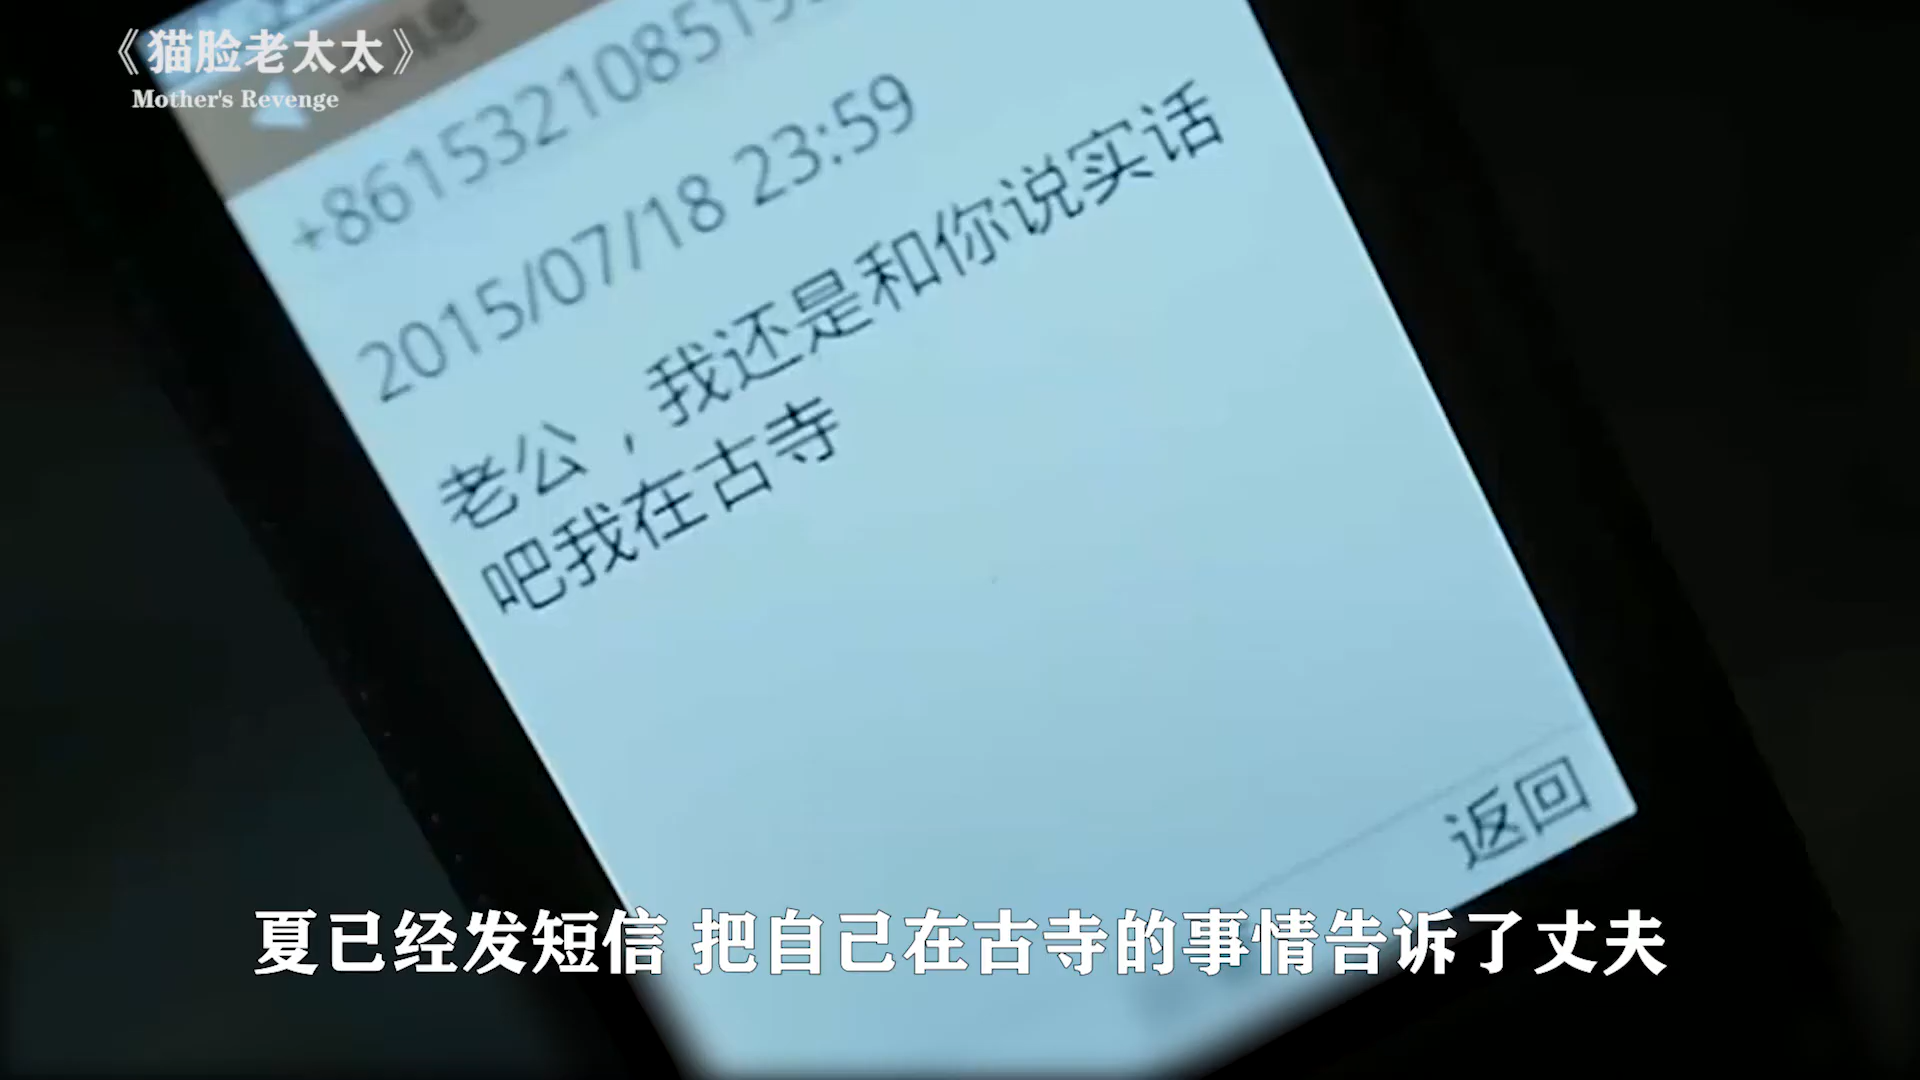 《猫脸老太太》
Mother's Revenge
+8615321085195
2015/07/18 23:59
老公，我还是和你说实话
吧我在古寺
返回
夏已经发短信 把自己在古寺的事情告诉了丈夫